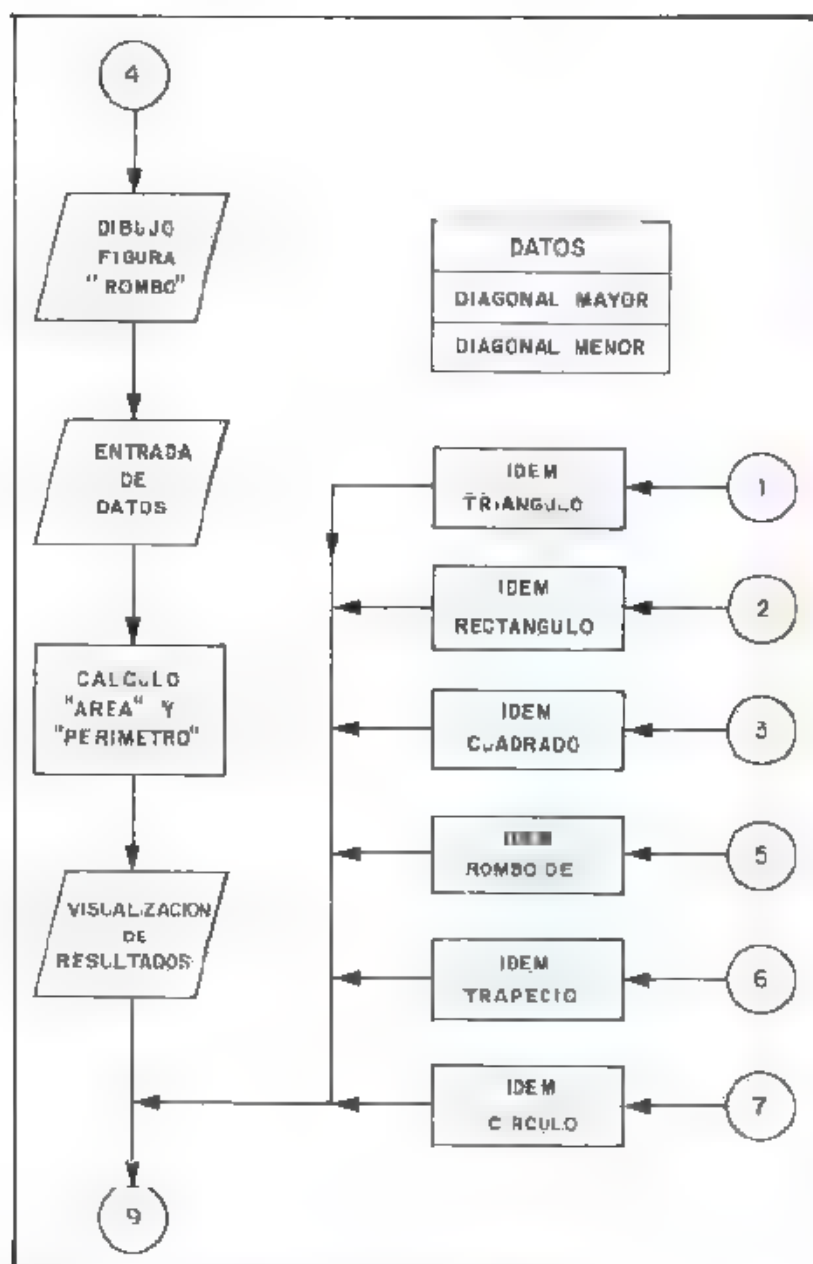 4
DIBUJO
FIGURA
"ROMBO"
ENTRADA
DE
DATOS
CALCULO
"AREA" Y
"PERIMETRO"
VISUALIZACION
DE
RESULTADOS
9
DATOS
DIAGONAL MAYOR
DIAGONAL MENOR
IDEM
TRIANGULO
1
IDEM
RECTANGULO
2
IDEM
CUADRADO
3
IDEM
ROMBO DE
5
IDEM
TRAPECIO
6
IDEM
CIRCULO
7